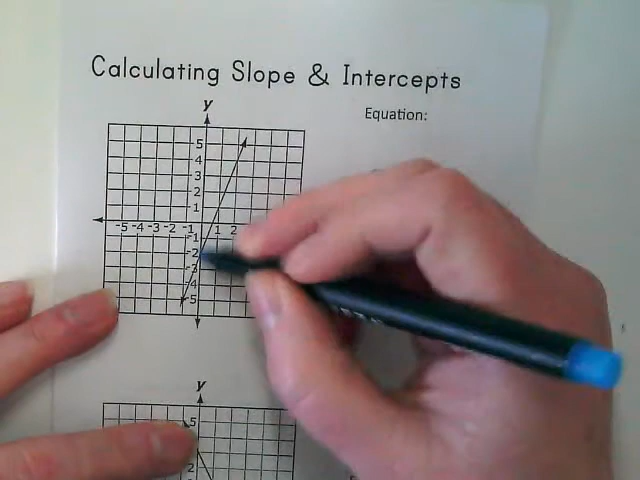 Calculating Slope & Intercepts
Equation:
y
5
4
3
2
1
-5 -4 -3 -2 -1 1 2
-1
-2
-3
-4
-5
y
5
2